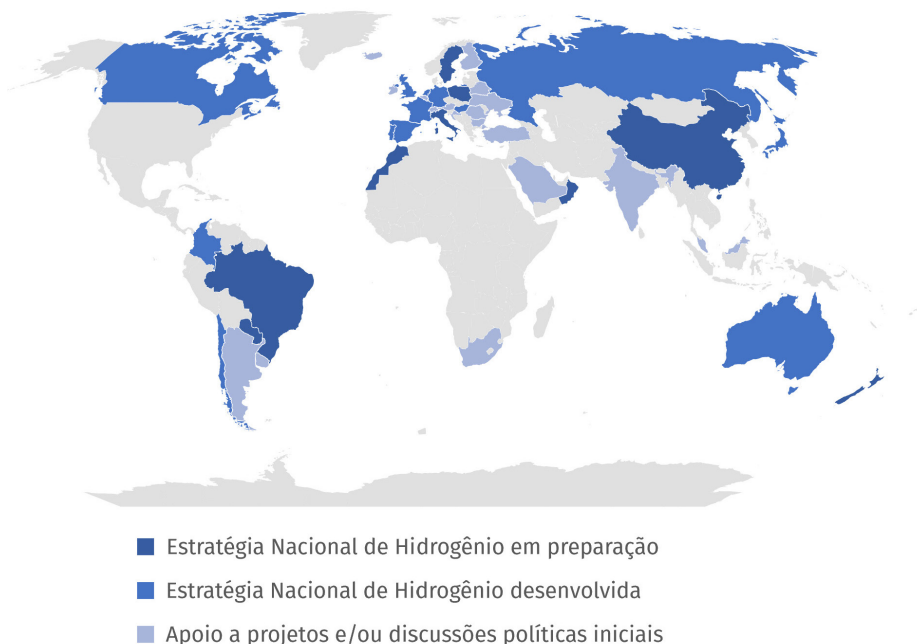 Estratégia Nacional de Hidrogênio em preparação
Estratégia Nacional de Hidrogênio desenvolvida
Apoio a projetos e/ou discussões políticas iniciais